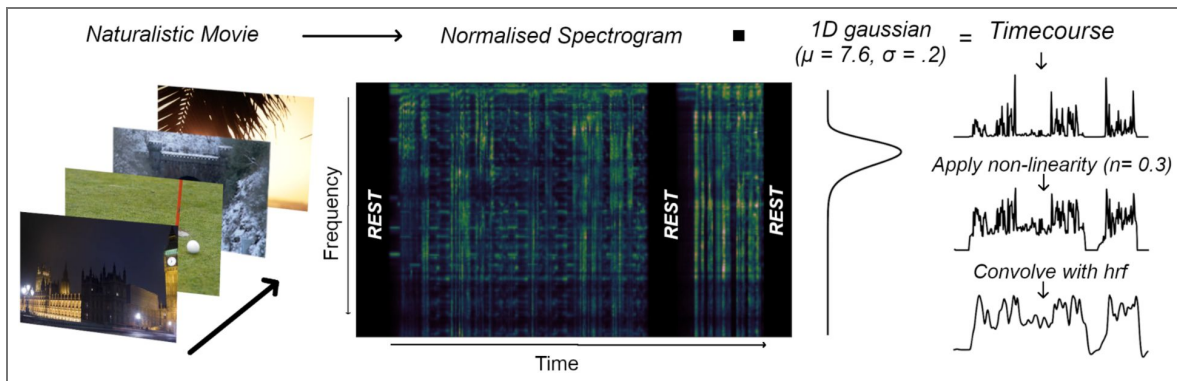 Naturalistic Movie
Normalised Spectrogram
1D gaussian
(μ = 7.6, σ = .2)
=
Timecourse
Frequency
REST
REST
REST
Apply non-linearity (n= 0.3)
Convolve with hrf
Time